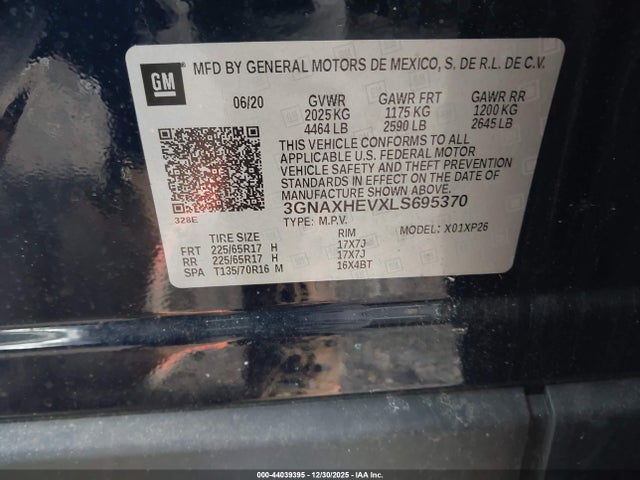 GM
MFD BY GENERAL MOTORS DE MEXICO, S. DE R.L. DE C.V.
06/20 GVWR GAWR FRT GAWR RR
2025 KG 1175 KG 1200 KG
4464 LB 2590 LB 2645 LB
THIS VEHICLE CONFORMS TO ALL
APPLICABLE U.S. FEDERAL MOTOR
VEHICLE SAFETY AND THEFT PREVENTION
STANDARDS IN EFFECT ON THE DATE OF
MANUFACTURE SHOWN ABOVE.
3GNAXHEVXLS695370
328E
TYPE: M.P.V. MODEL: X01XP26
TIRE SIZE RIM
FRT 225/65R17 H 17X7J
RR 225/65R17 H 17X7J
SPA T135/70R16 M 16X4BT
000-44039395 - 12/30/2025 - IAAI.COM